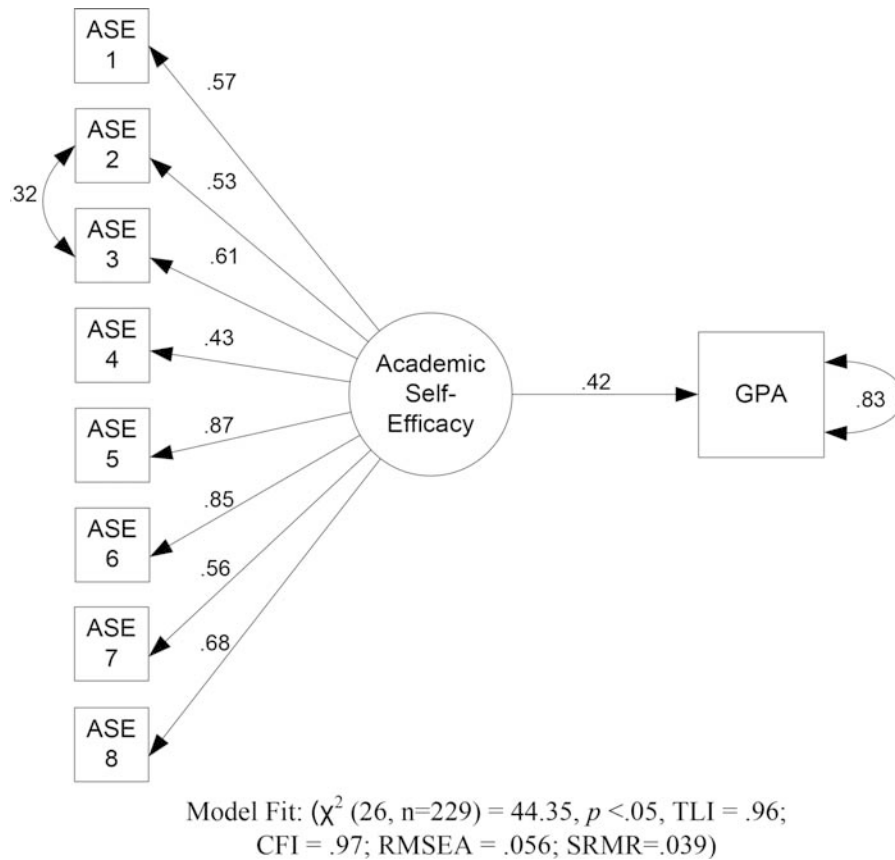 ASE
1
.57
ASE
2
.53
.32
ASE
3
.61
ASE
4
.43
Academic
Self-
Efficacy
.42
GPA
.83
ASE
5
.87
ASE
6
.85
ASE
7
.56
ASE
8
.68
Model Fit: (χ² (26, n=229) = 44.35, p <.05, TLI = .96;
CFI = .97; RMSEA = .056; SRMR=.039)